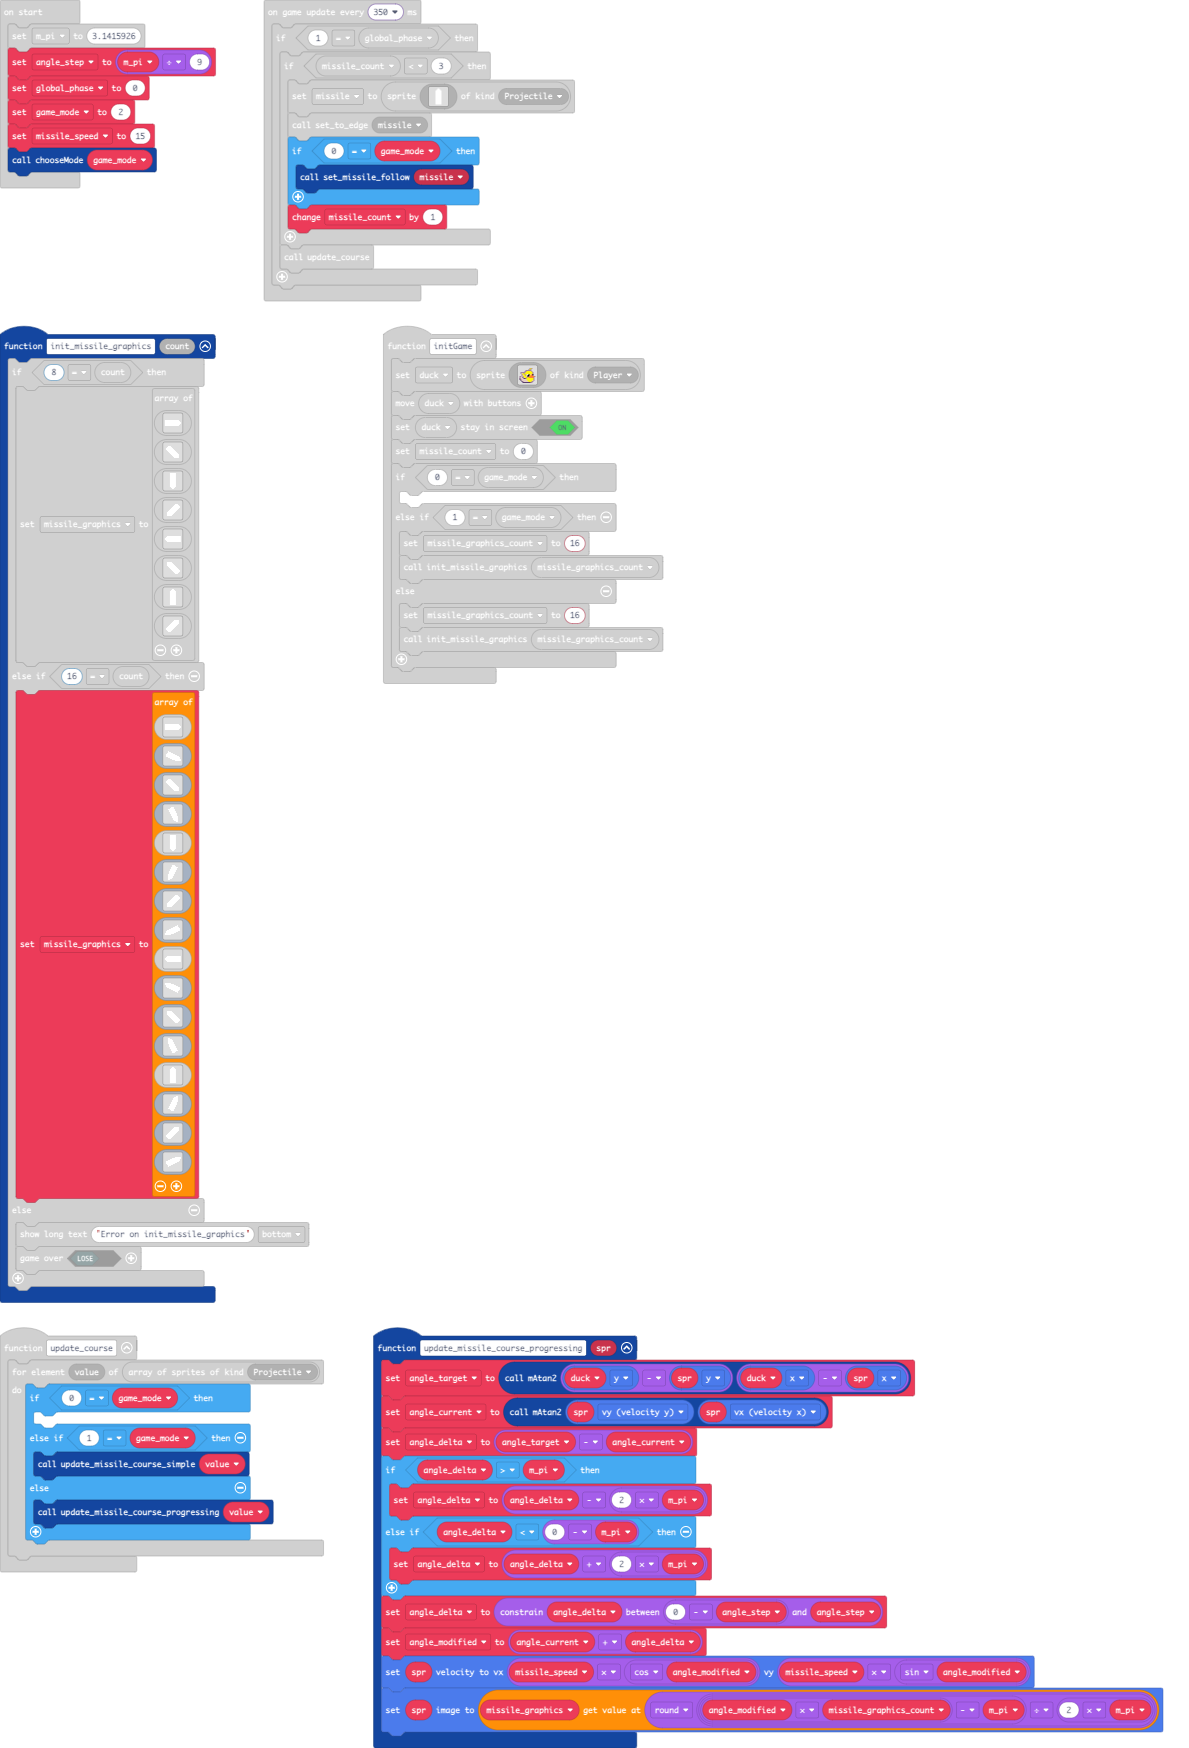 on start
set m_pi to 3.1415926
set angle_step to m_pi ÷ 9
set global_phase to 0
set game_mode to 2
set missile_speed to 15
call chooseMode game_mode
on game update every 350 ms
if 1 = global_phase then
if missile_count < 3 then
set missile to sprite of kind Projectile
call set_to_edge missile
if 0 = game_mode then
call set_missile_follow missile
change missile_count by 1
call update_course
function init_missile_graphics count
if 8 = count then
array of
set missile_graphics to
else if 16 = count then
array of
set missile_graphics to
else
show long text "Error on init_missile_graphics" bottom
game over LOSE
function initGame
set duck to sprite of kind Player
move duck with buttons
set duck stay in screen ON
set missile_count to 0
if 0 = game_mode then
else if 1 = game_mode then
set missile_graphics_count to 16
call init_missile_graphics missile_graphics_count
else
set missile_graphics_count to 16
call init_missile_graphics missile_graphics_count
function update_course
for element value of array of sprites of kind Projectile
do
if 0 = game_mode then
else if 1 = game_mode then
call update_missile_course_simple value
else
call update_missile_course_progressing value
function update_missile_course_progressing spr
set angle_target to call mAtan2 duck y - spr y duck x - spr x
set angle_current to call mAtan2 spr vy (velocity y) spr vx (velocity x)
set angle_delta to angle_target - angle_current
if angle_delta > m_pi then
set angle_delta to angle_delta - 2 × m_pi
else if angle_delta < 0 - m_pi then
set angle_delta to angle_delta + 2 × m_pi
set angle_delta to constrain angle_delta between 0 - angle_step and angle_step
set angle_modified to angle_current + angle_delta
set spr velocity to vx missile_speed × cos angle_modified vy missile_speed × sin angle_modified
set spr image to missile_graphics get value at round angle_modified × missile_graphics_count - m_pi ÷ 2 × m_pi